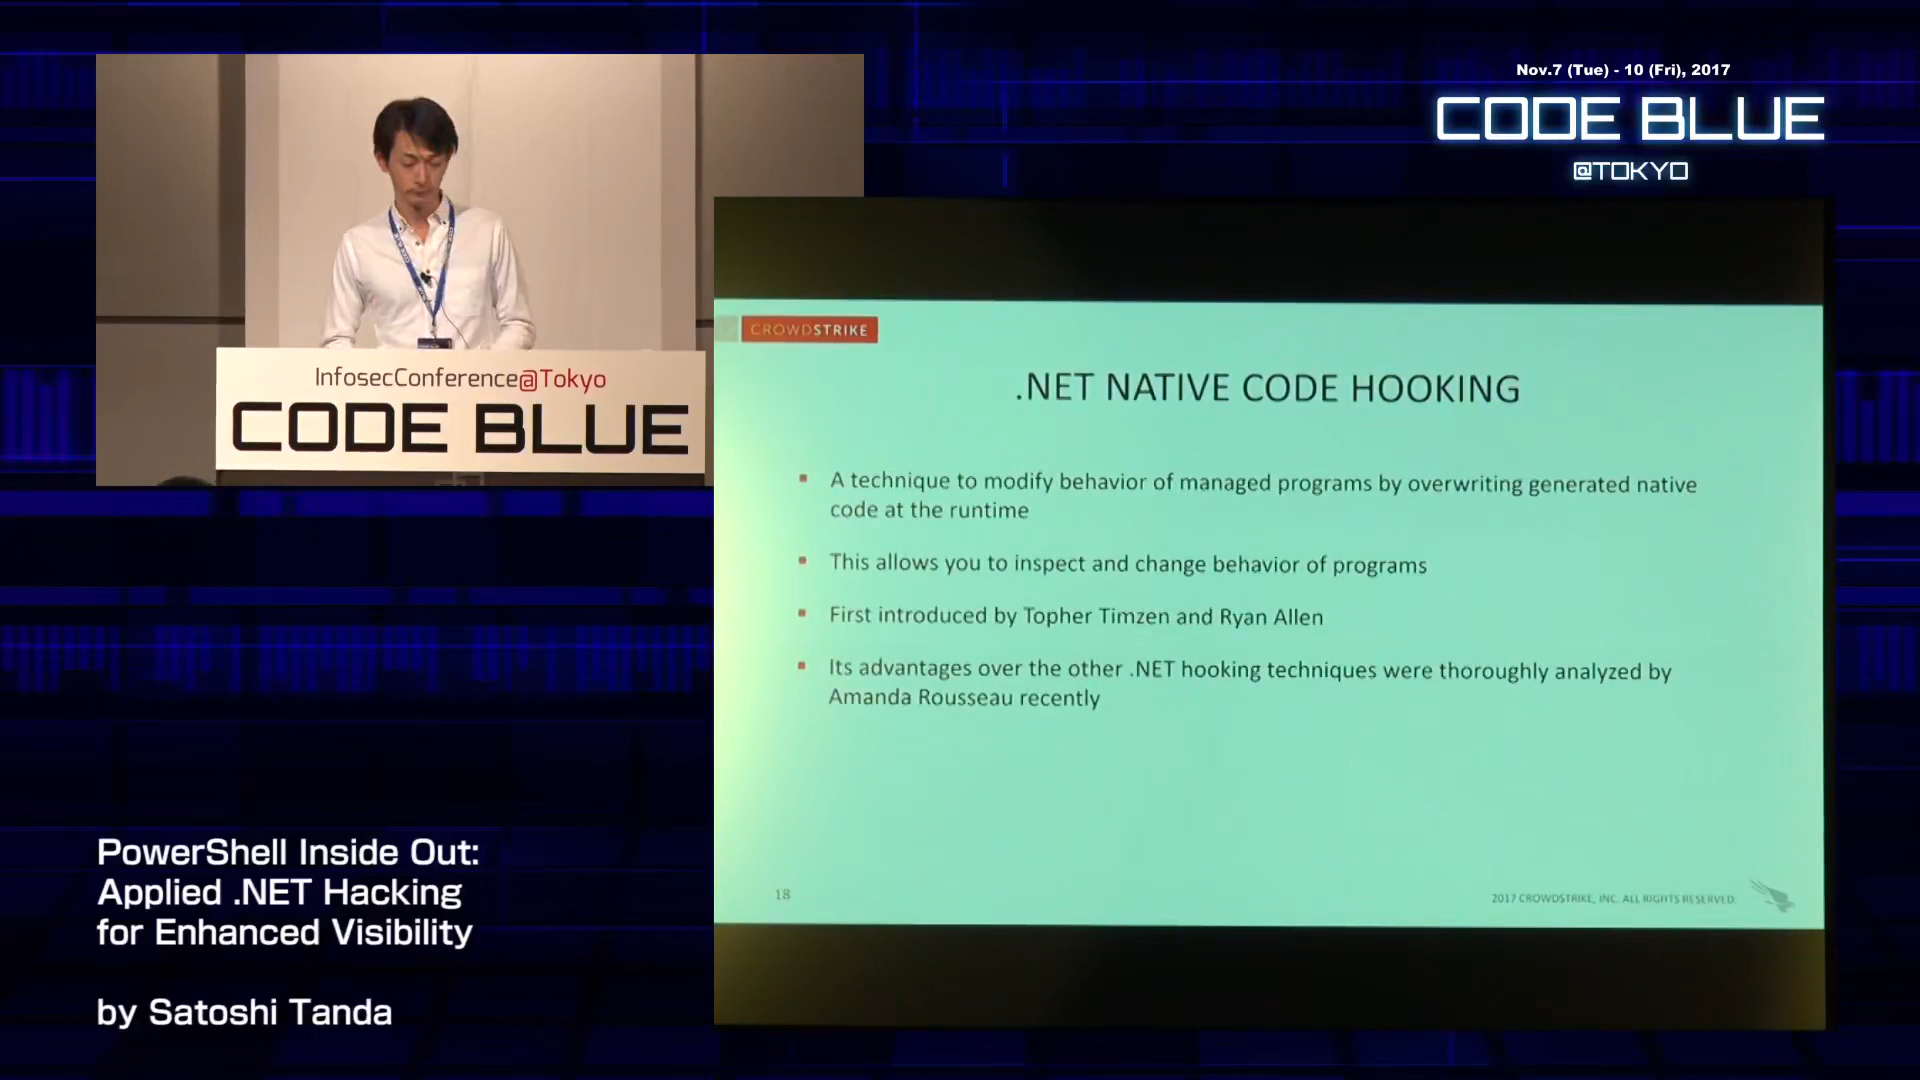 Nov.7 (Tue) - 10 (Fri), 2017
CODE BLUE
@TOKYO
InfosecConference@Tokyo
CODE BLUE
CROWDSTRIKE
.NET NATIVE CODE HOOKING
▪ A technique to modify behavior of managed programs by overwriting generated native
code at the runtime
▪ This allows you to inspect and change behavior of programs
▪ First introduced by Topher Timzen and Ryan Allen
▪ Its advantages over the other .NET hooking techniques were thoroughly analyzed by
Amanda Rousseau recently
18
2017 CROWDSTRIKE, INC. ALL RIGHTS RESERVED.
PowerShell Inside Out:
Applied .NET Hacking
for Enhanced Visibility
by Satoshi Tanda